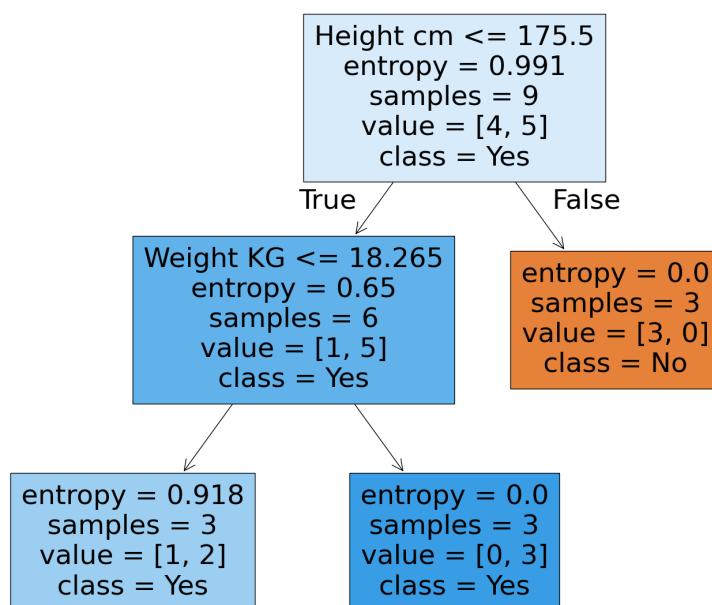 Height cm <= 175.5
entropy = 0.991
samples = 9
value = [4, 5]
class = Yes
True
False
Weight KG <= 18.265
entropy = 0.65
samples = 6
value = [1, 5]
class = Yes
entropy = 0.0
samples = 3
value = [3, 0]
class = No
entropy = 0.918
samples = 3
value = [1, 2]
class = Yes
entropy = 0.0
samples = 3
value = [0, 3]
class = Yes